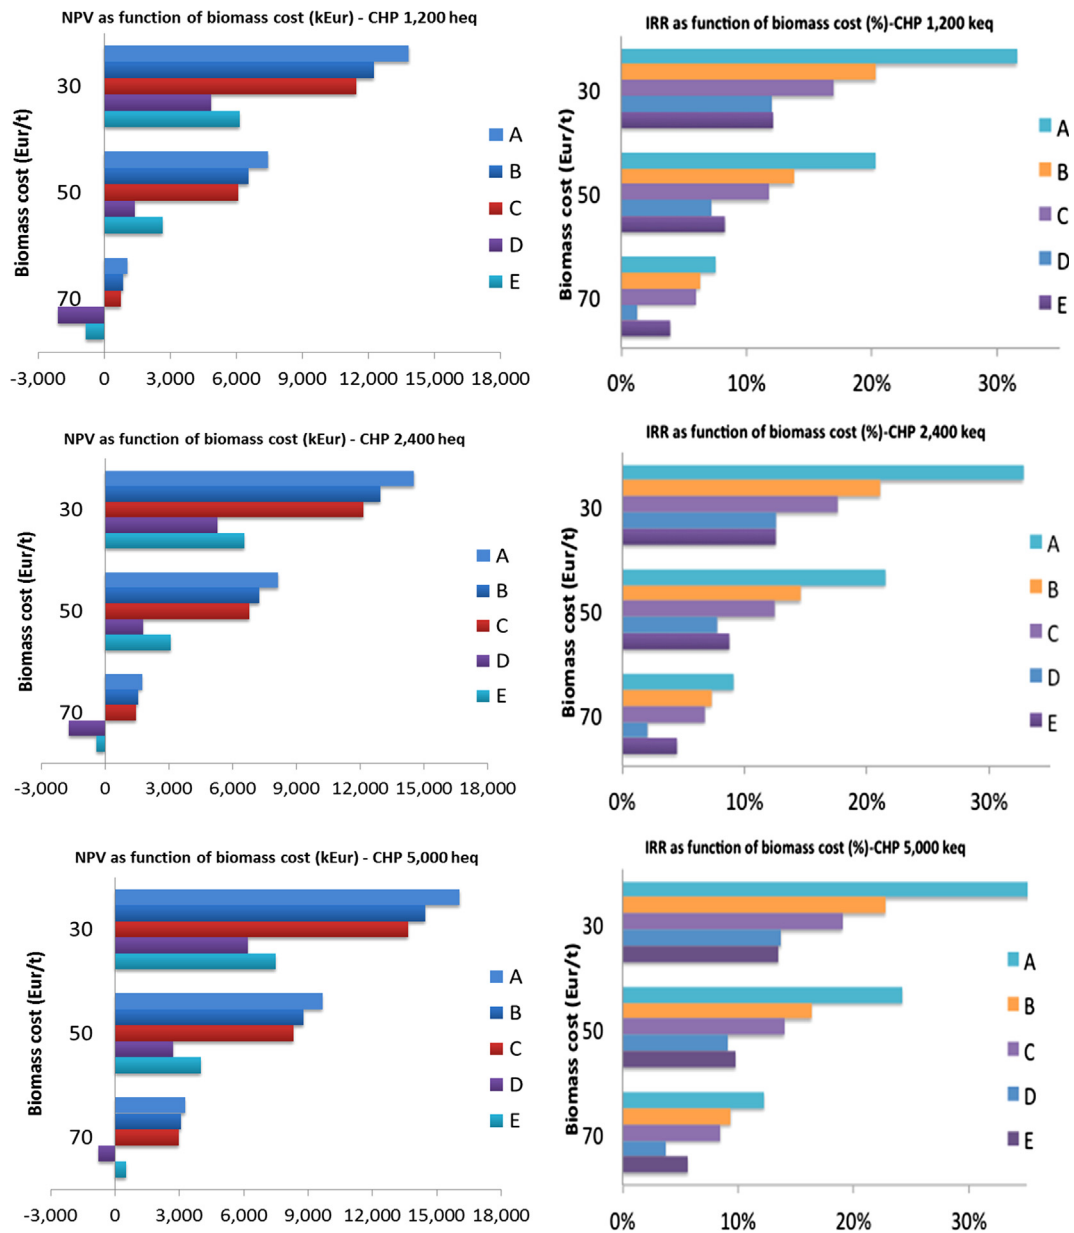 NPV as function of biomass cost (kEur) - CHP 1,200 heq
Biomass cost (Eur/t)
30
50
70
-3,000 0 3,000 6,000 9,000 12,000 15,000 18,000
A
B
C
D
E
IRR as function of biomass cost (%)-CHP 1,200 keq
Biomass cost (Eur/t)
30
50
70
0% 10% 20% 30%
A
B
C
D
E
NPV as function of biomass cost (kEur) - CHP 2,400 heq
Biomass cost (Eur/t)
30
50
70
-3,000 0 3,000 6,000 9,000 12,000 15,000 18,000
A
B
C
D
E
IRR as function of biomass cost (%)-CHP 2,400 keq
Biomass cost (Eur/t)
30
50
70
0% 10% 20% 30%
A
B
C
D
E
NPV as function of biomass cost (kEur) - CHP 5,000 heq
Biomass cost (Eur/t)
30
50
70
-3,000 0 3,000 6,000 9,000 12,000 15,000 18,000
A
B
C
D
E
IRR as function of biomass cost (%)-CHP 5,000 keq
Biomass cost (Eur/t)
30
50
70
0% 10% 20% 30%
A
B
C
D
E